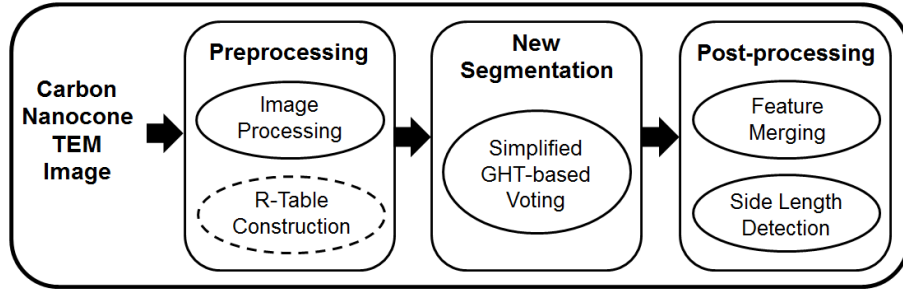 Carbon
Nanocone
TEM
Image
Preprocessing
Image
Processing
R-Table
Construction
New
Segmentation
Simplified
GHT-based
Voting
Post-processing
Feature
Merging
Side Length
Detection